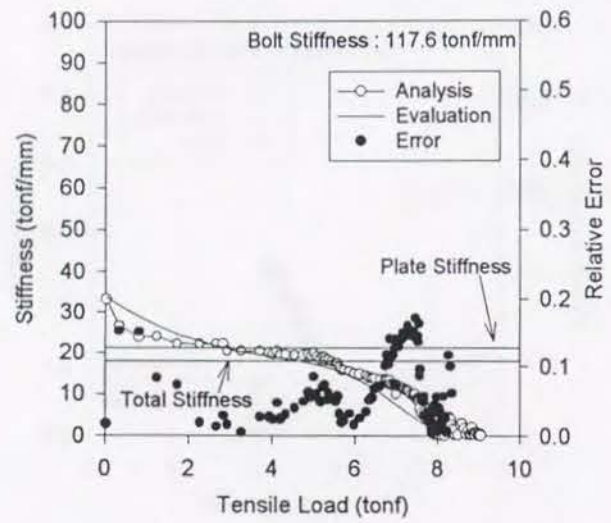 Bolt Stiffness : 117.6 tonf/mm
Analysis
Evaluation
Error
Plate Stiffness
Total Stiffness
Stiffness (tonf/mm)
100
90
80
70
60
50
40
30
20
10
0
Relative Error
0.6
0.5
0.4
0.3
0.2
0.1
0.0
0 2 4 6 8 10
Tensile Load (tonf)